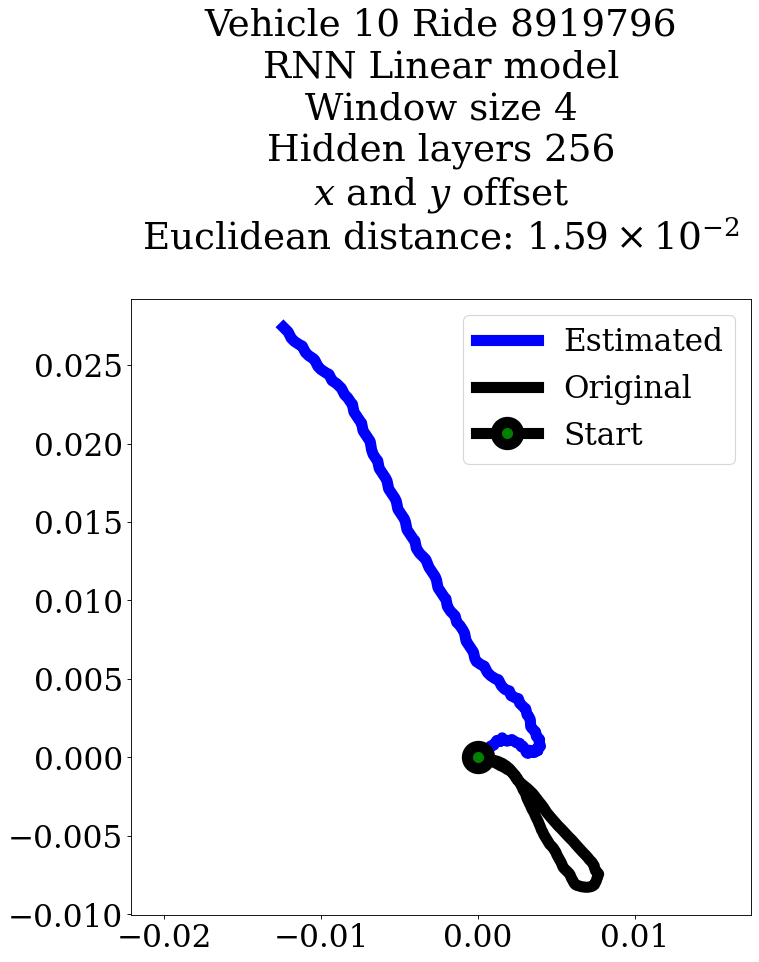 Vehicle 10 Ride 8919796
RNN Linear model
Window size 4
Hidden layers 256
x and y offset
Euclidean distance: 1.59 × 10⁻²
Estimated
Original
Start
0.025
0.020
0.015
0.010
0.005
0.000
−0.005
−0.010
−0.02 −0.01 0.00 0.01